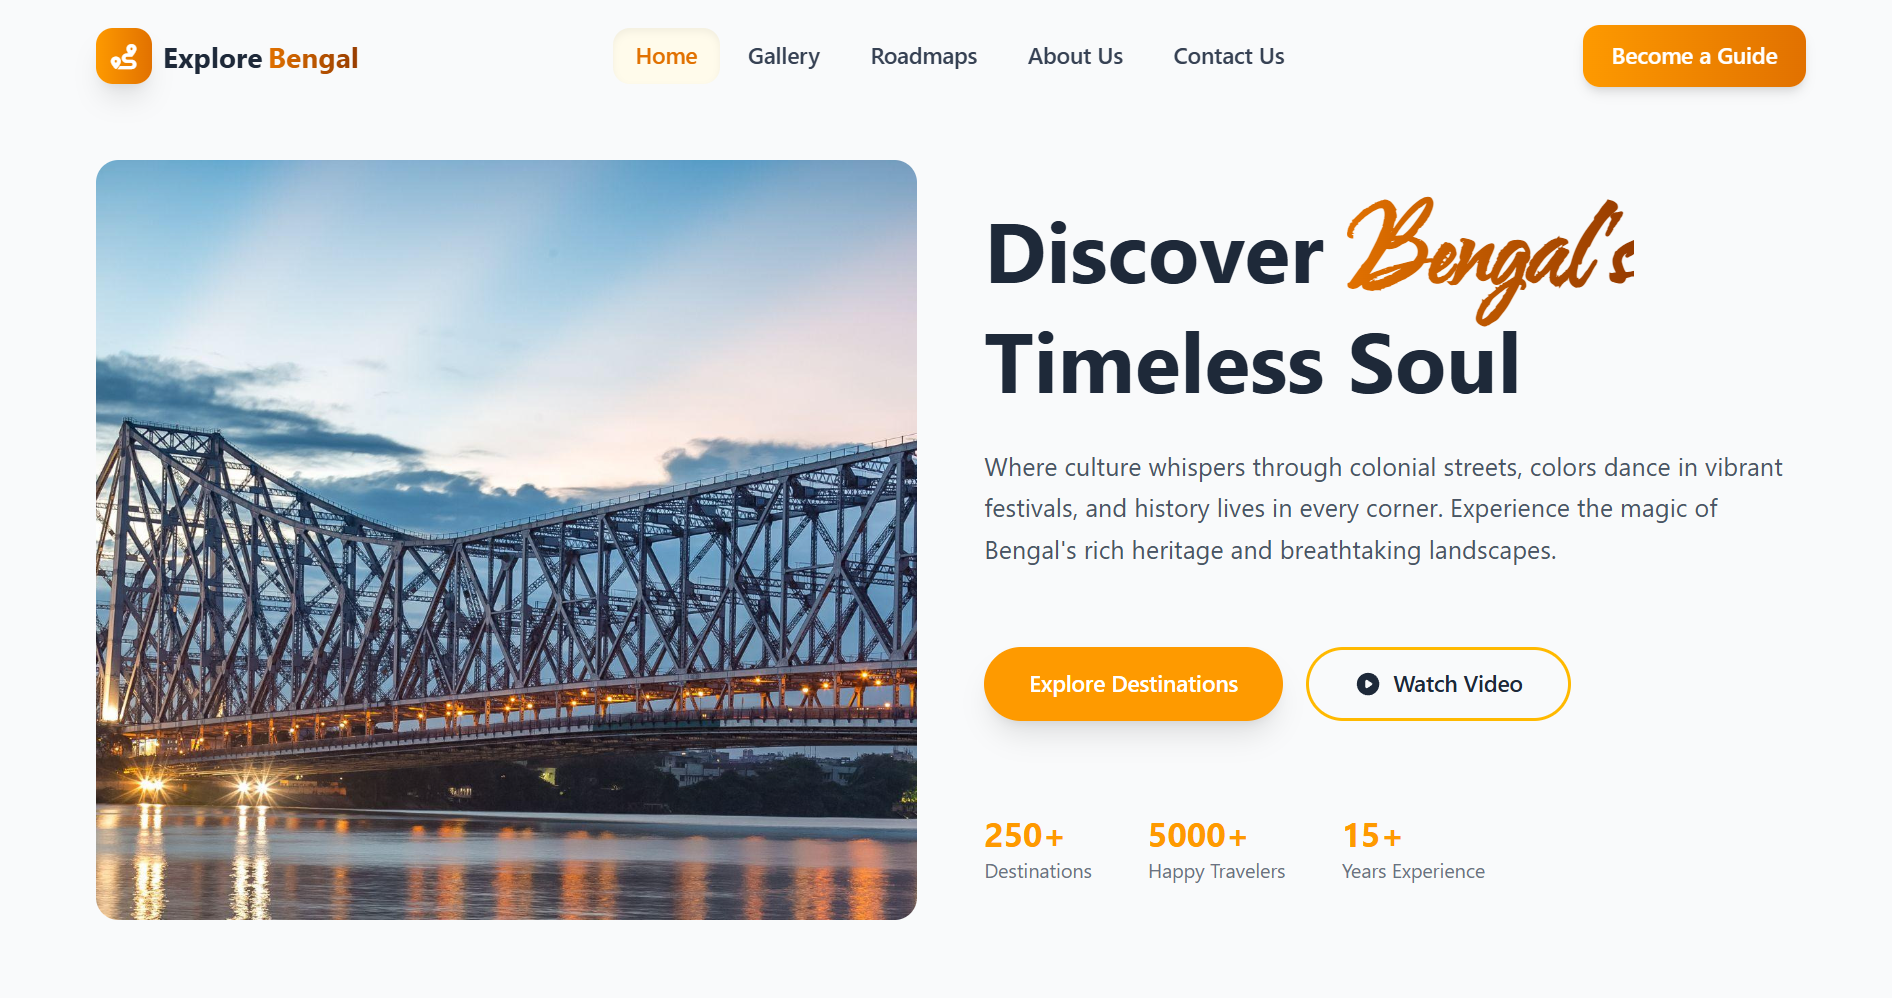 Explore Bengal
Home
Gallery
Roadmaps
About Us
Contact Us
Become a Guide
Discover Bengal's
Timeless Soul
Where culture whispers through colonial streets, colors dance in vibrant
festivals, and history lives in every corner. Experience the magic of
Bengal's rich heritage and breathtaking landscapes.
Explore Destinations
Watch Video
250+
Destinations
5000+
Happy Travelers
15+
Years Experience